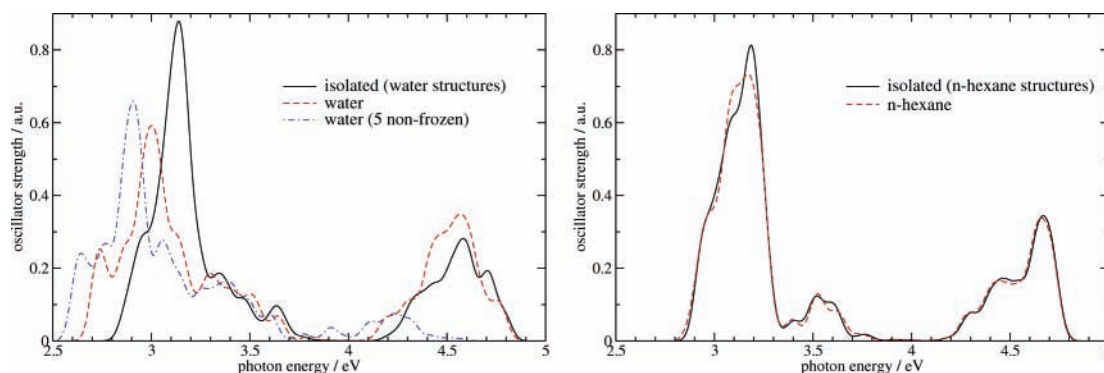 oscillator strength / a.u.
0.8
0.6
0.4
0.2
0
isolated (water structures)
water
water (5 non-frozen)
2.5 3 3.5 4 4.5 5
photon energy / eV
oscillator strength / a.u.
0.8
0.6
0.4
0.2
0
isolated (n-hexane structures)
n-hexane
2.5 3 3.5 4 4.5
photon energy / eV